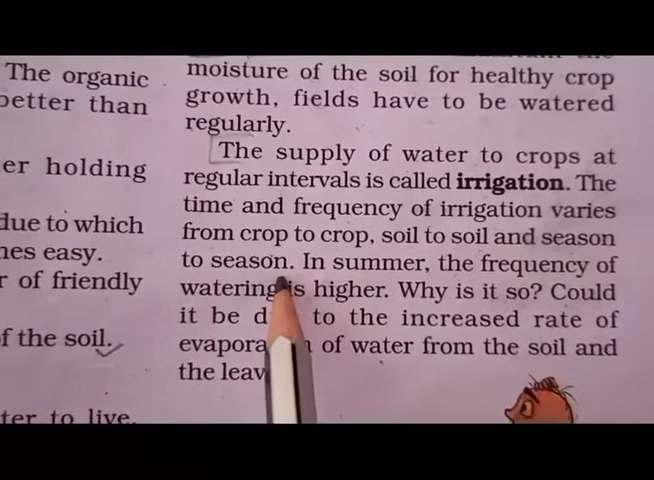 The organic
better than
er holding
due to which
nes easy.
r of friendly
f the soil.
ter to live.
moisture of the soil for healthy crop
growth, fields have to be watered
regularly.
The supply of water to crops at
regular intervals is called irrigation. The
time and frequency of irrigation varies
from crop to crop, soil to soil and season
to season. In summer, the frequency of
watering is higher. Why is it so? Could
it be to the increased rate of
of water from the soil and
the